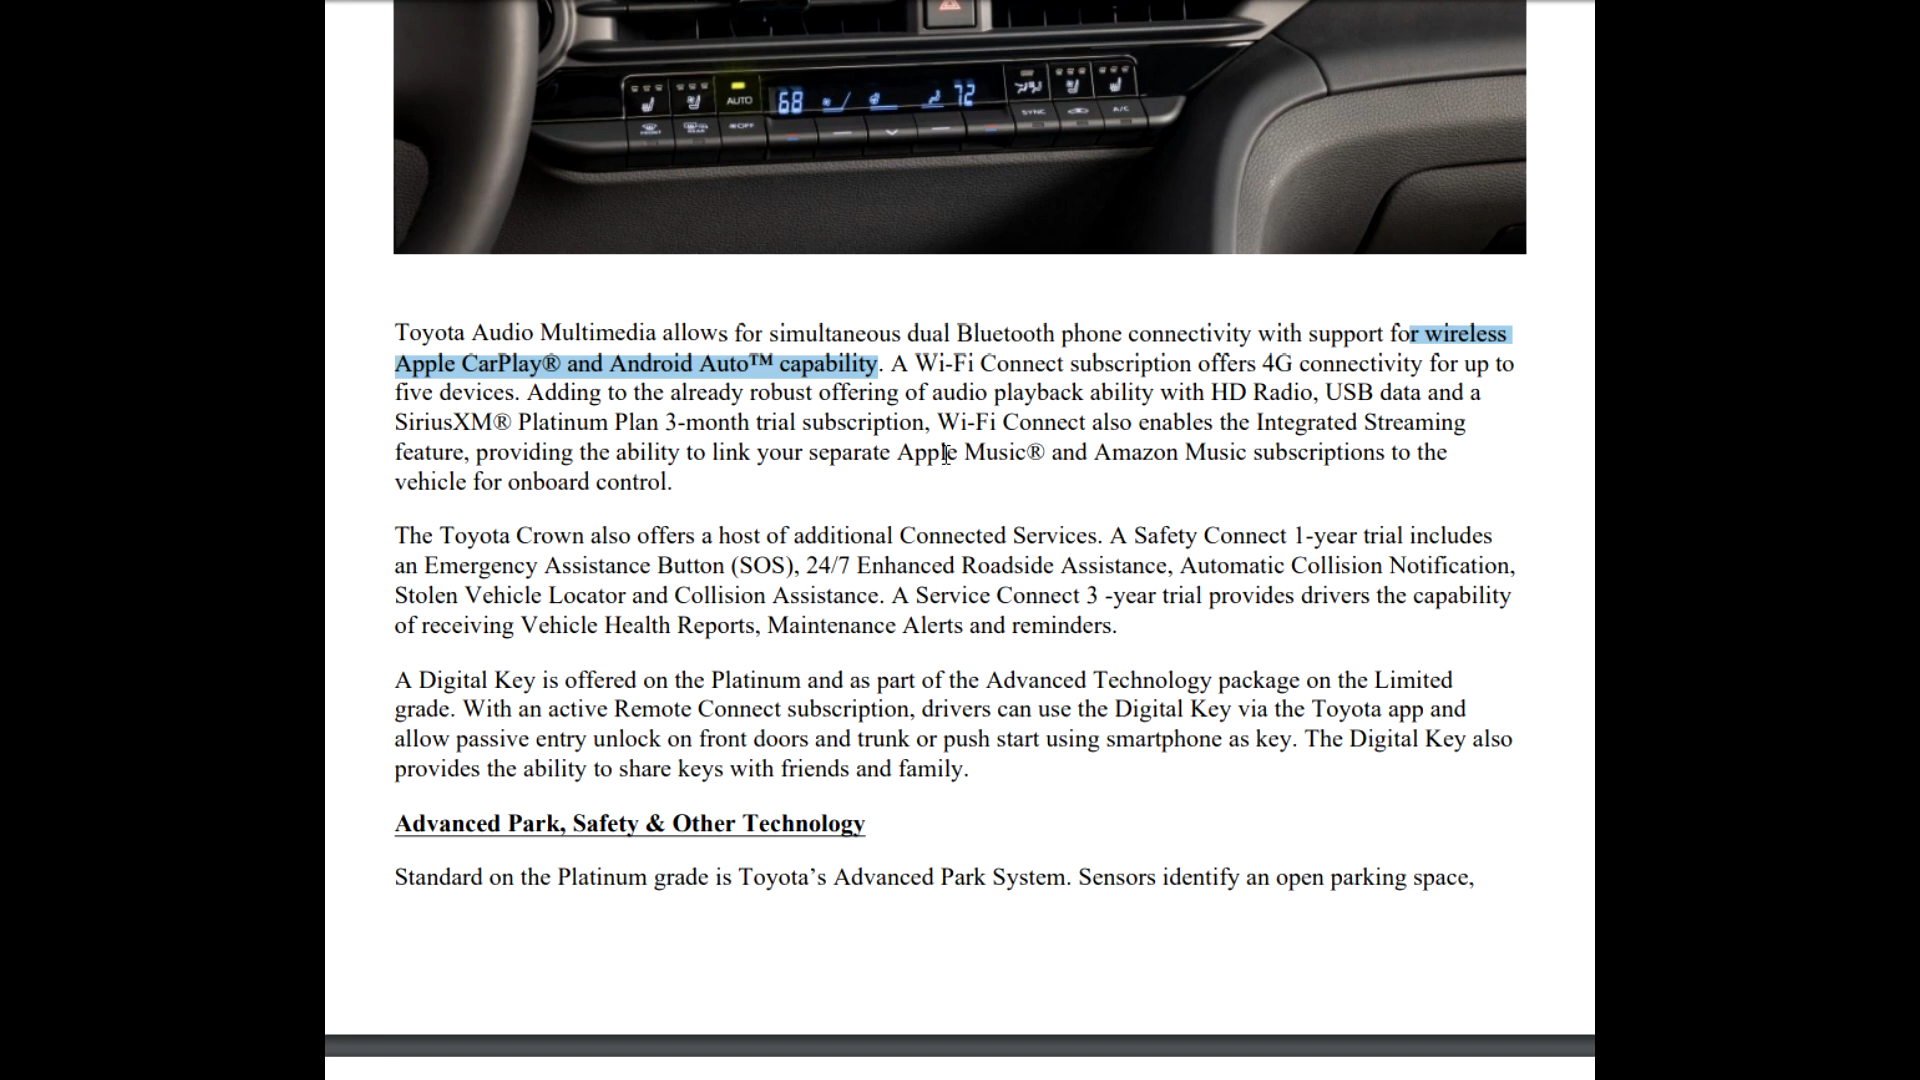 AUTO
68
72
FRONT
REAR
OFF
SYNC
A/C
Toyota Audio Multimedia allows for simultaneous dual Bluetooth phone connectivity with support for wireless
Apple CarPlay® and Android Auto™ capability. A Wi-Fi Connect subscription offers 4G connectivity for up to
five devices. Adding to the already robust offering of audio playback ability with HD Radio, USB data and a
SiriusXM® Platinum Plan 3-month trial subscription, Wi-Fi Connect also enables the Integrated Streaming
feature, providing the ability to link your separate Apple Music® and Amazon Music subscriptions to the
vehicle for onboard control.
The Toyota Crown also offers a host of additional Connected Services. A Safety Connect 1-year trial includes
an Emergency Assistance Button (SOS), 24/7 Enhanced Roadside Assistance, Automatic Collision Notification,
Stolen Vehicle Locator and Collision Assistance. A Service Connect 3 -year trial provides drivers the capability
of receiving Vehicle Health Reports, Maintenance Alerts and reminders.
A Digital Key is offered on the Platinum and as part of the Advanced Technology package on the Limited
grade. With an active Remote Connect subscription, drivers can use the Digital Key via the Toyota app and
allow passive entry unlock on front doors and trunk or push start using smartphone as key. The Digital Key also
provides the ability to share keys with friends and family.
Advanced Park, Safety & Other Technology
Standard on the Platinum grade is Toyota’s Advanced Park System. Sensors identify an open parking space,